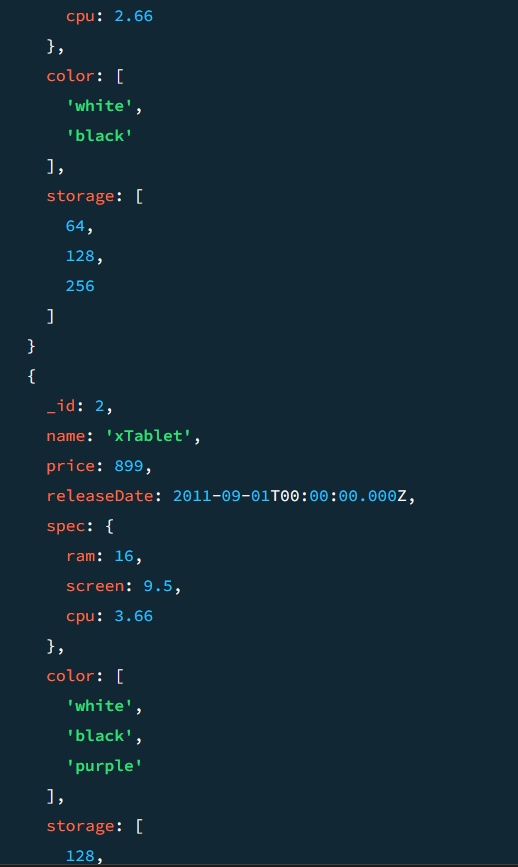 cpu: 2.66
},
color: [
'white',
'black'
],
storage: [
64,
128,
256
]
}
{
_id: 2,
name: 'xTablet',
price: 899,
releaseDate: 2011-09-01T00:00:00.000Z,
spec: {
ram: 16,
screen: 9.5,
cpu: 3.66
},
color: [
'white',
'black',
'purple'
],
storage: [
128,